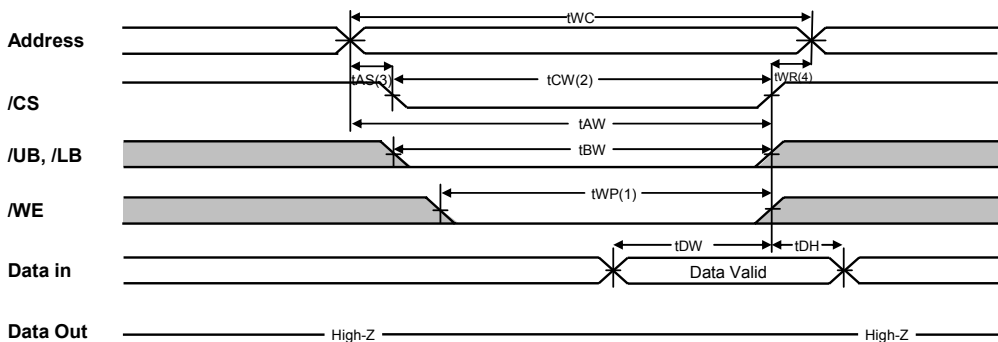 tWC
Address
tAS(3) tCW(2) tWR(4)
/CS
tAW
/UB, /LB tBW
/WE tWP(1)
tDW tDH
Data in Data Valid
Data Out High-Z High-Z